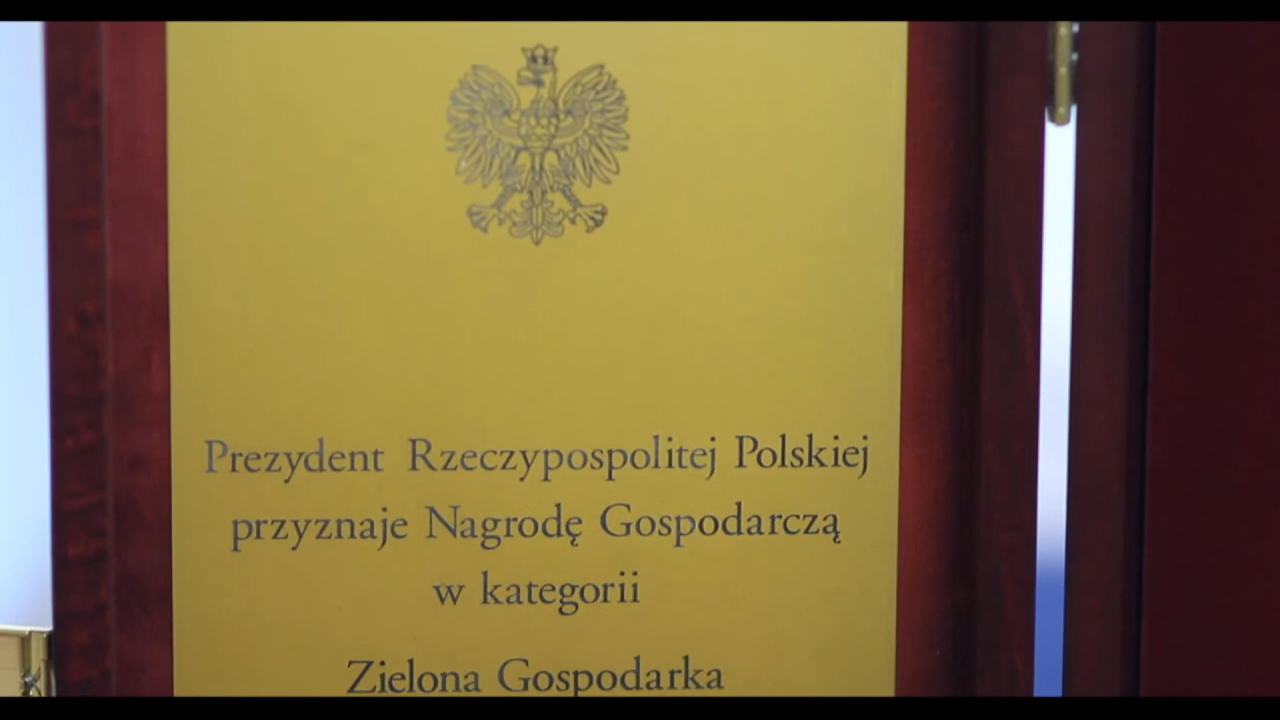 Prezydent Rzeczypospolitej Polskiej
przyznaje Nagrodę Gospodarczą
w kategorii
Zielona Gospodarka